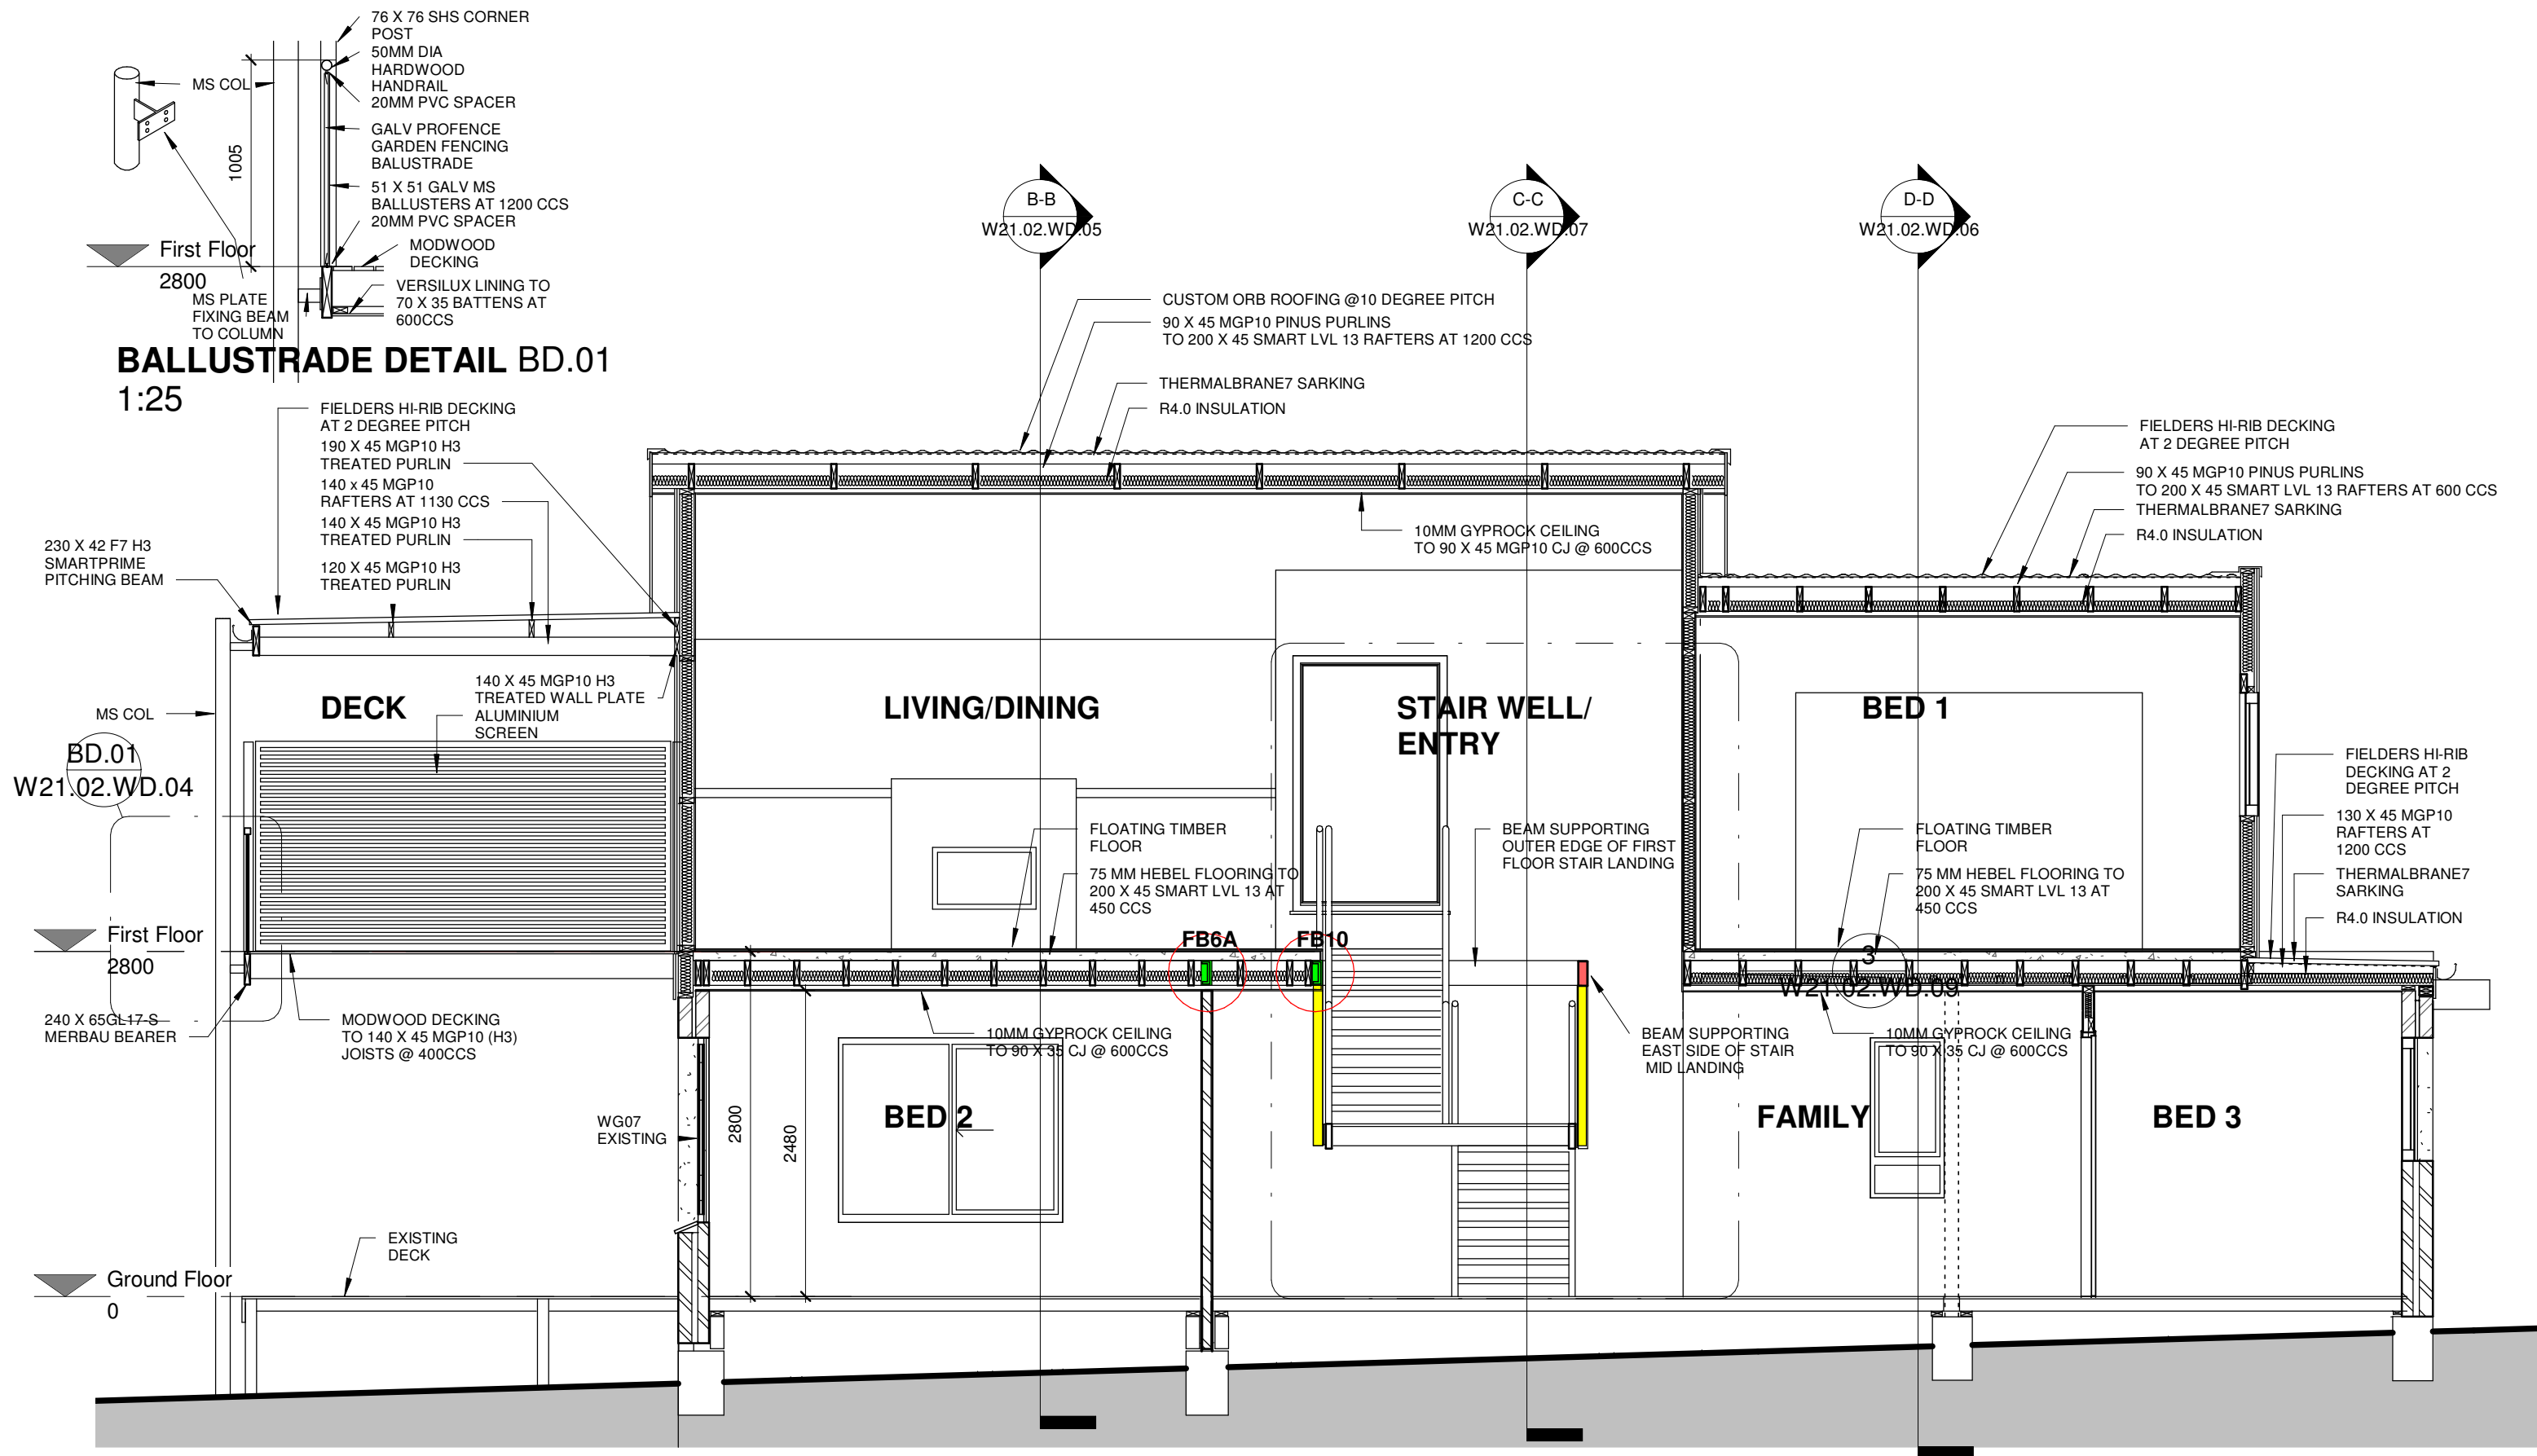 76 X 76 SHS CORNER
POST
50MM DIA
HARDWOOD
HANDRAIL
20MM PVC SPACER
MS COL
GALV PROFENCE
GARDEN FENCING
BALUSTRADE
1005
51 X 51 GALV MS
BALLUSTERS AT 1200 CCS
20MM PVC SPACER
First Floor
2800
MODWOOD
DECKING
VERSILUX LINING TO
70 X 35 BATTENS AT
600CCS
MS PLATE
FIXING BEAM
TO COLUMN
BALLUSTRADE DETAIL BD.01
1:25
B-B
W21.02.WD.05
C-C
W21.02.WD.07
D-D
W21.02.WD.06
CUSTOM ORB ROOFING @10 DEGREE PITCH
90 X 45 MGP10 PINUS PURLINS
TO 200 X 45 SMART LVL 13 RAFTERS AT 1200 CCS
THERMALBRANE7 SARKING
R4.0 INSULATION
FIELDERS HI-RIB DECKING
AT 2 DEGREE PITCH
190 X 45 MGP10 H3
TREATED PURLIN
140 x 45 MGP10
RAFTERS AT 1130 CCS
140 X 45 MGP10 H3
TREATED PURLIN
120 X 45 MGP10 H3
TREATED PURLIN
230 X 42 F7 H3
SMARTPRIME
PITCHING BEAM
FIELDERS HI-RIB DECKING
AT 2 DEGREE PITCH
90 X 45 MGP10 PINUS PURLINS
TO 200 X 45 SMART LVL 13 RAFTERS AT 600 CCS
THERMALBRANE7 SARKING
R4.0 INSULATION
10MM GYPROCK CEILING
TO 90 X 45 MGP10 CJ @ 600CCS
140 X 45 MGP10 H3
TREATED WALL PLATE
ALUMINIUM
SCREEN
MS COL
DECK
LIVING/DINING
STAIR WELL/
ENTRY
BED 1
BD.01
W21.02.WD.04
FIELDERS HI-RIB
DECKING AT 2
DEGREE PITCH
130 X 45 MGP10
RAFTERS AT
1200 CCS
THERMALBRANE7
SARKING
R4.0 INSULATION
FLOATING TIMBER
FLOOR
75 MM HEBEL FLOORING TO
200 X 45 SMART LVL 13 AT
450 CCS
BEAM SUPPORTING
OUTER EDGE OF FIRST
FLOOR STAIR LANDING
FLOATING TIMBER
FLOOR
75 MM HEBEL FLOORING TO
200 X 45 SMART LVL 13 AT
450 CCS
First Floor
2800
FB6A
FB10
3
W21.02.WD.09
240 X 65GL17-S
MERBAU BEARER
MODWOOD DECKING
TO 140 X 45 MGP10 (H3)
JOISTS @ 400CCS
10MM GYPROCK CEILING
TO 90 X 35 CJ @ 600CCS
BEAM SUPPORTING
EAST SIDE OF STAIR
MID LANDING
10MM GYPROCK CEILING
TO 90 X 35 CJ @ 600CCS
WG07
EXISTING
2800
2480
BED 2
FAMILY
BED 3
EXISTING
DECK
Ground Floor
0